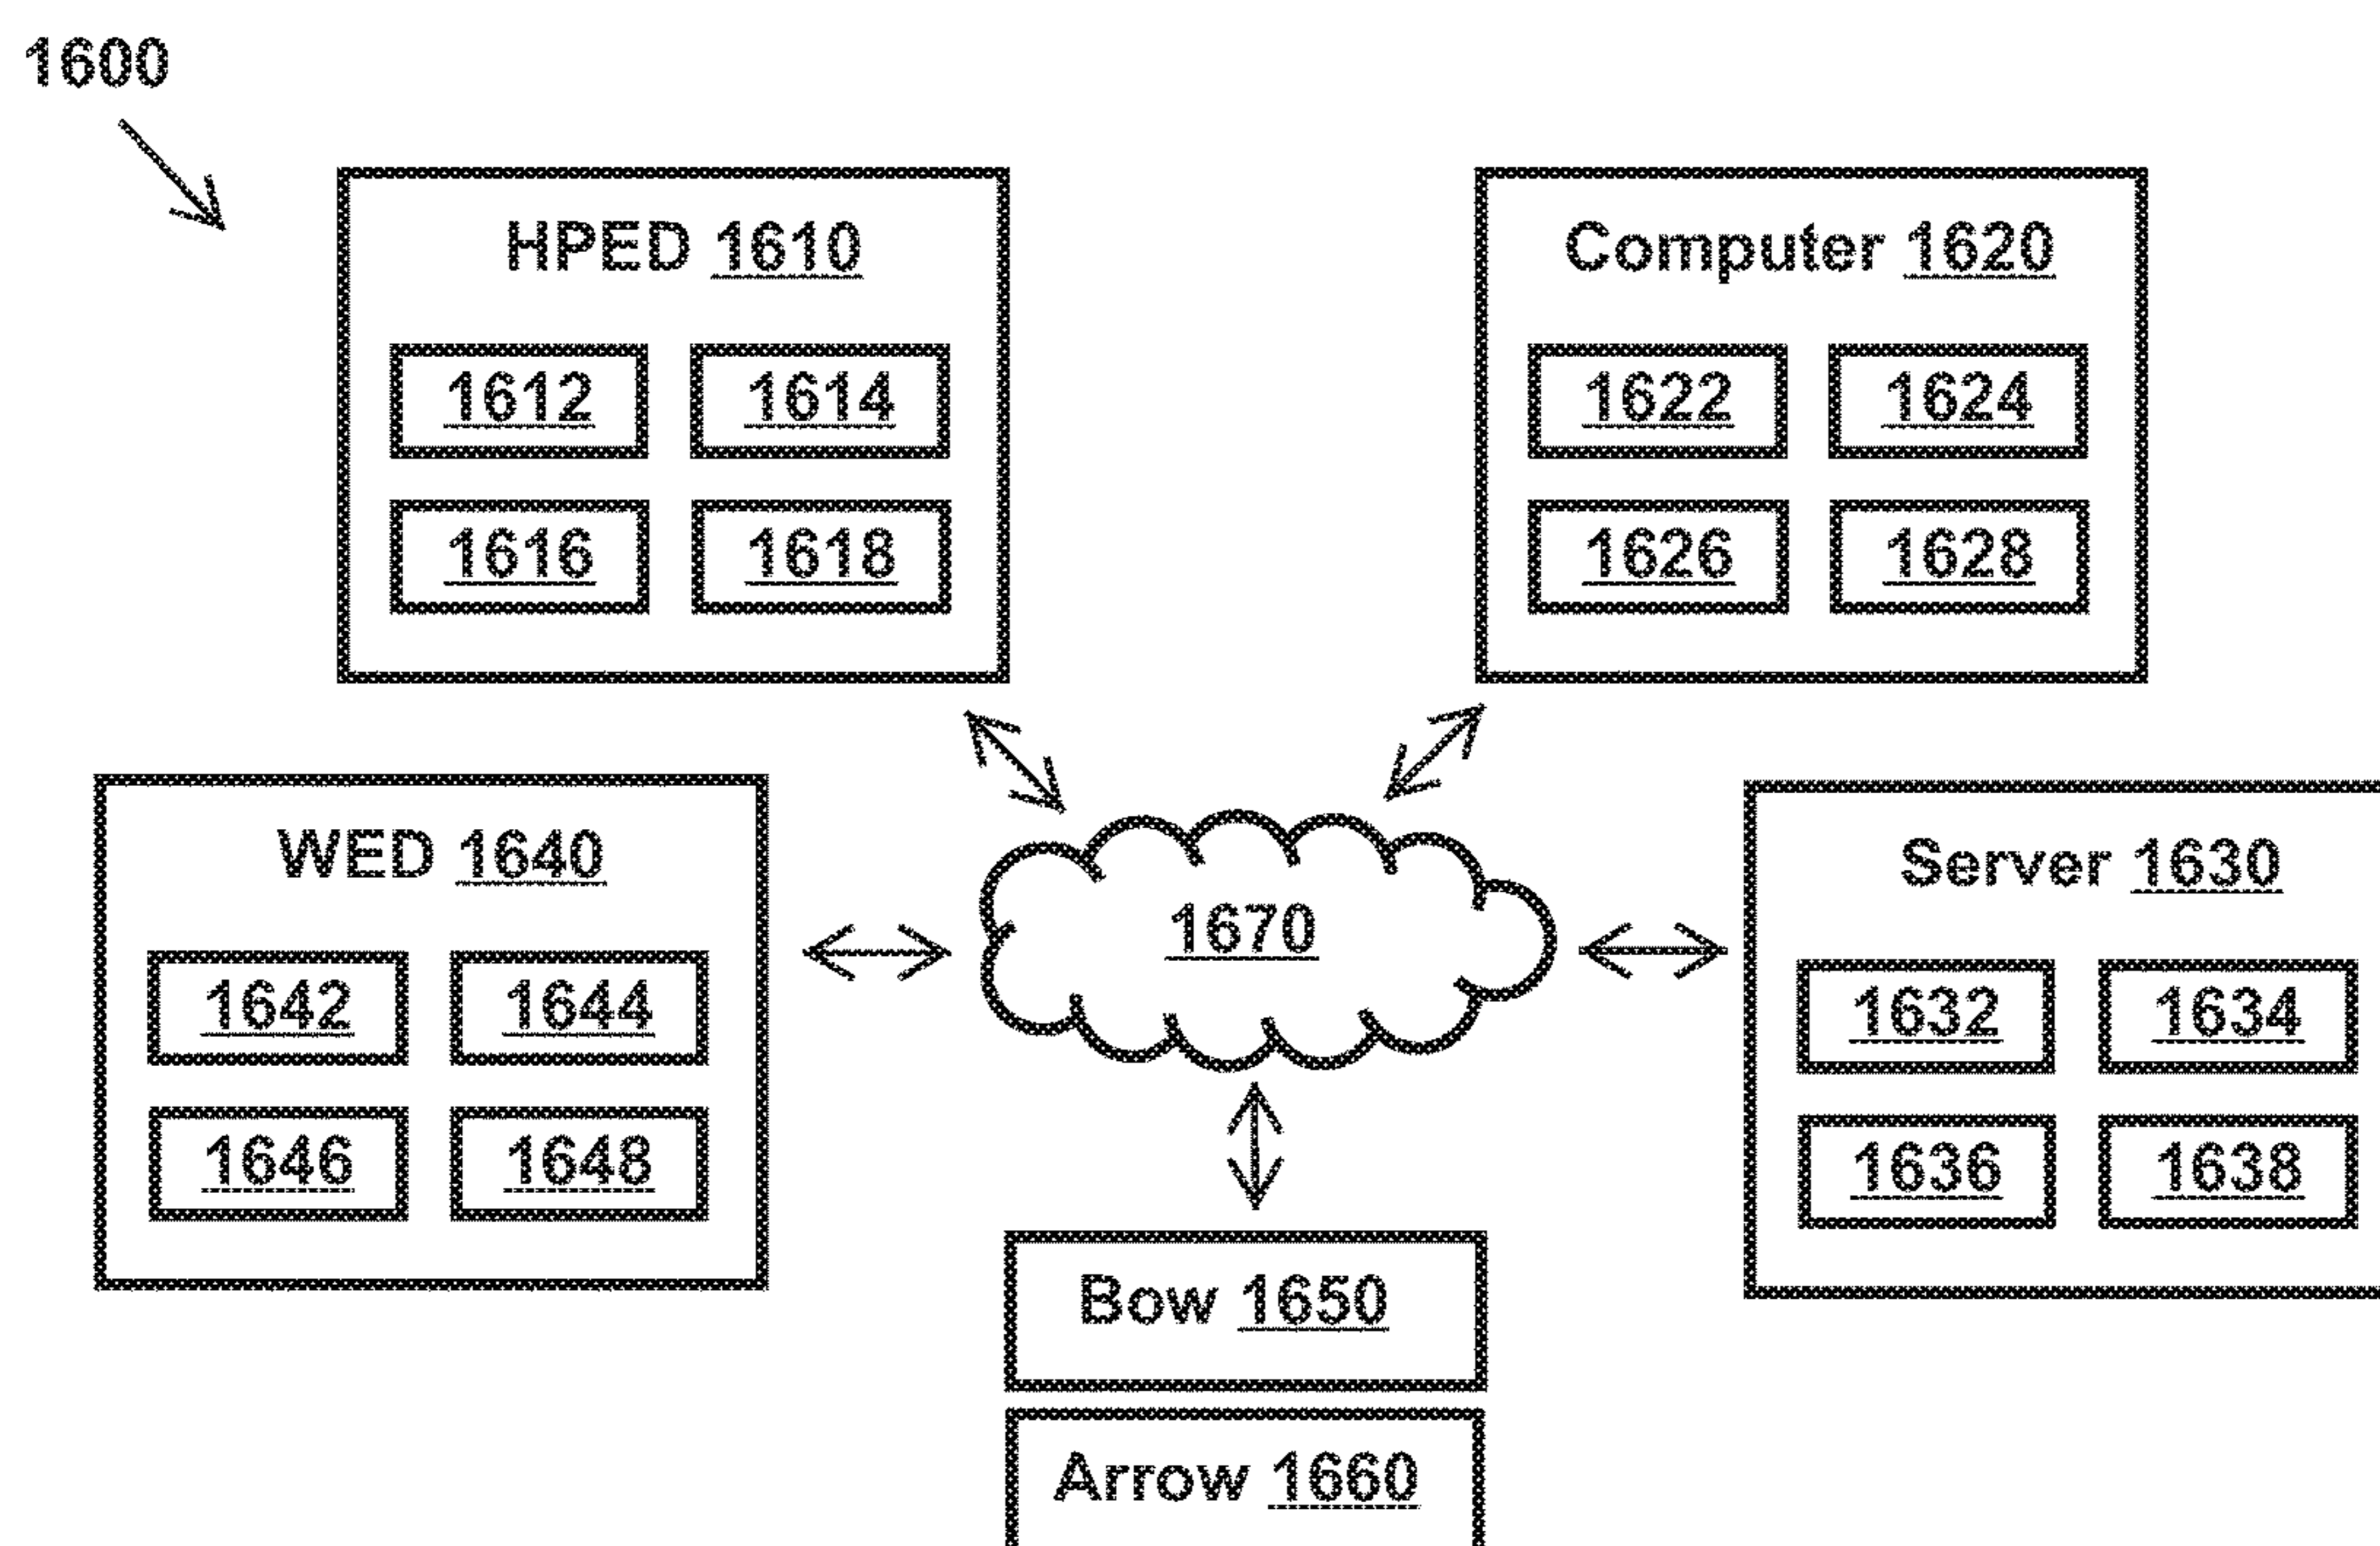 1600
HPED 1610
1612 1614
1616 1618
Computer 1620
1622 1624
1626 1628
WED 1640
1642 1644
1646 1648
1670
Server 1630
1632 1634
1636 1638
Bow 1650
Arrow 1660